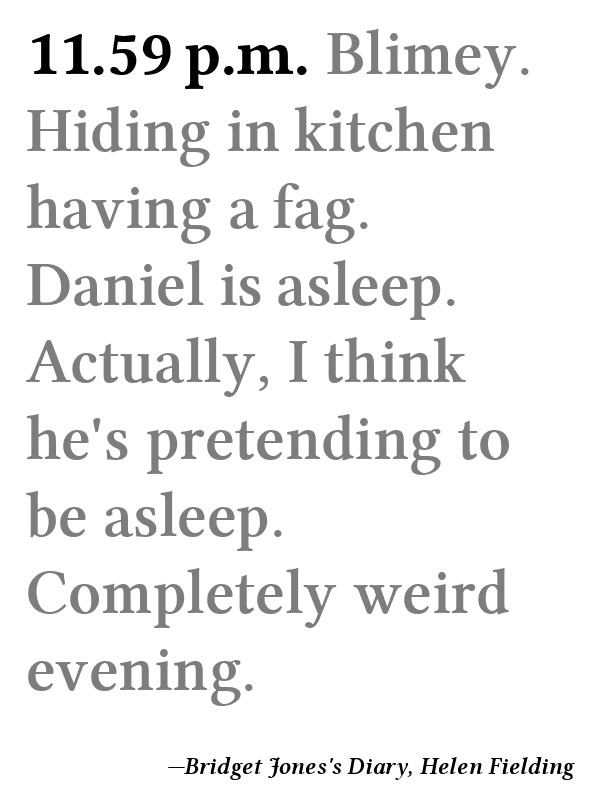 11.59 p.m. Blimey.
Hiding in kitchen
having a fag.
Daniel is asleep.
Actually, I think
he's pretending to
be asleep.
Completely weird
evening.
—Bridget Jones's Diary, Helen Fielding